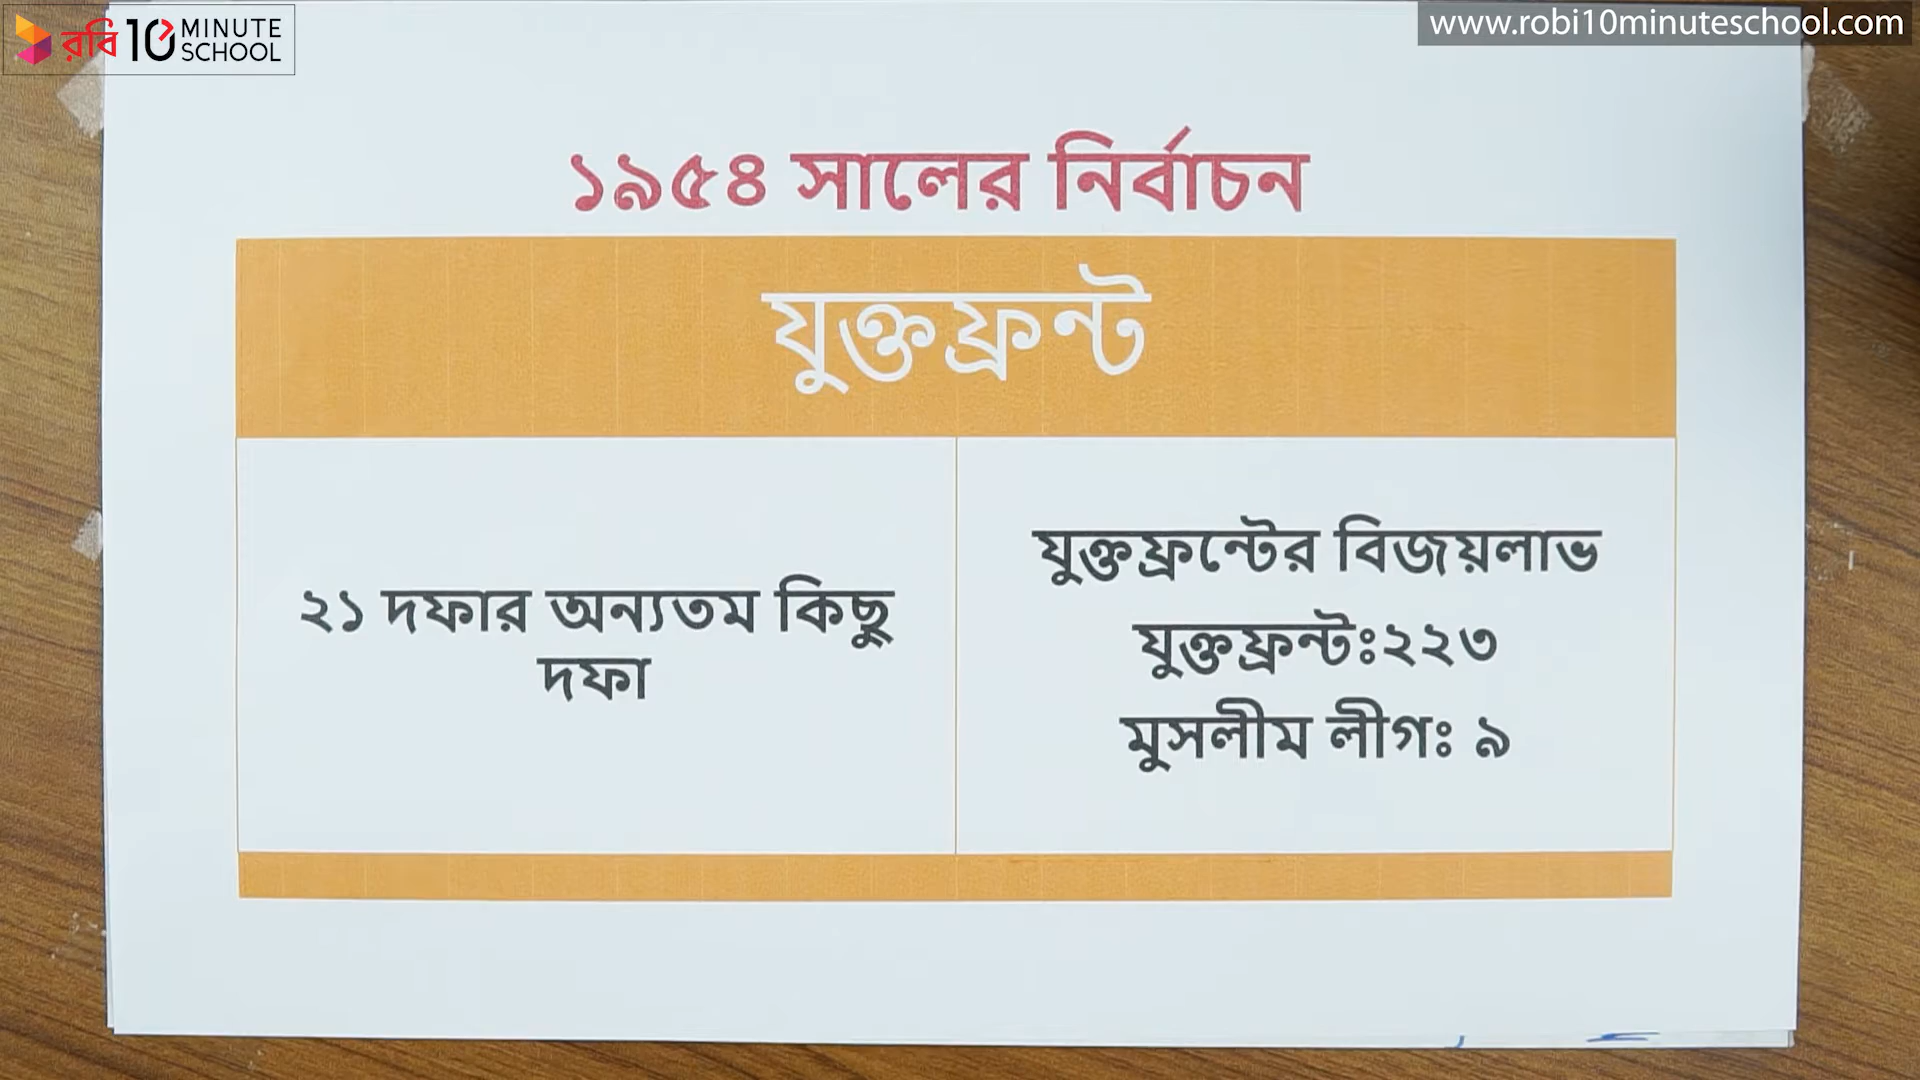 রবি 10 MINUTE SCHOOL
www.robi10minuteschool.com
১৯৫৪ সালের নির্বাচন
যুক্তফ্রন্ট
২১ দফার অন্যতম কিছু
দফা
যুক্তফ্রন্টের বিজয়লাভ
যুক্তফ্রন্টঃ২২৩
মুসলীম লীগঃ ৯